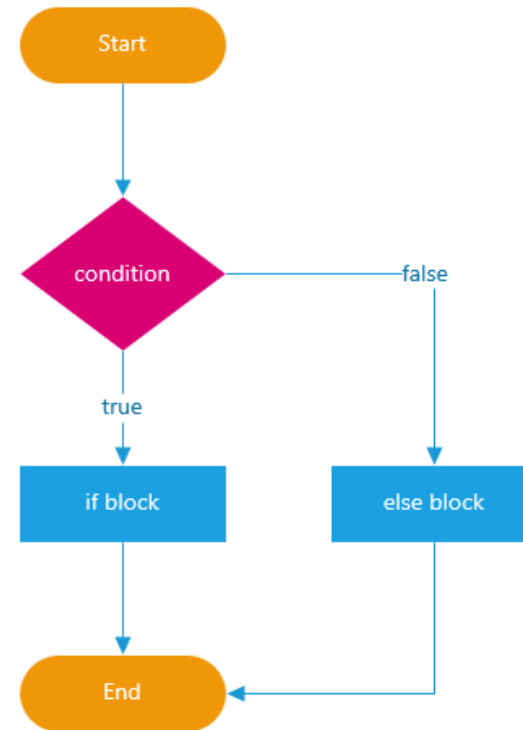 Start
condition
false
true
if block
else block
End